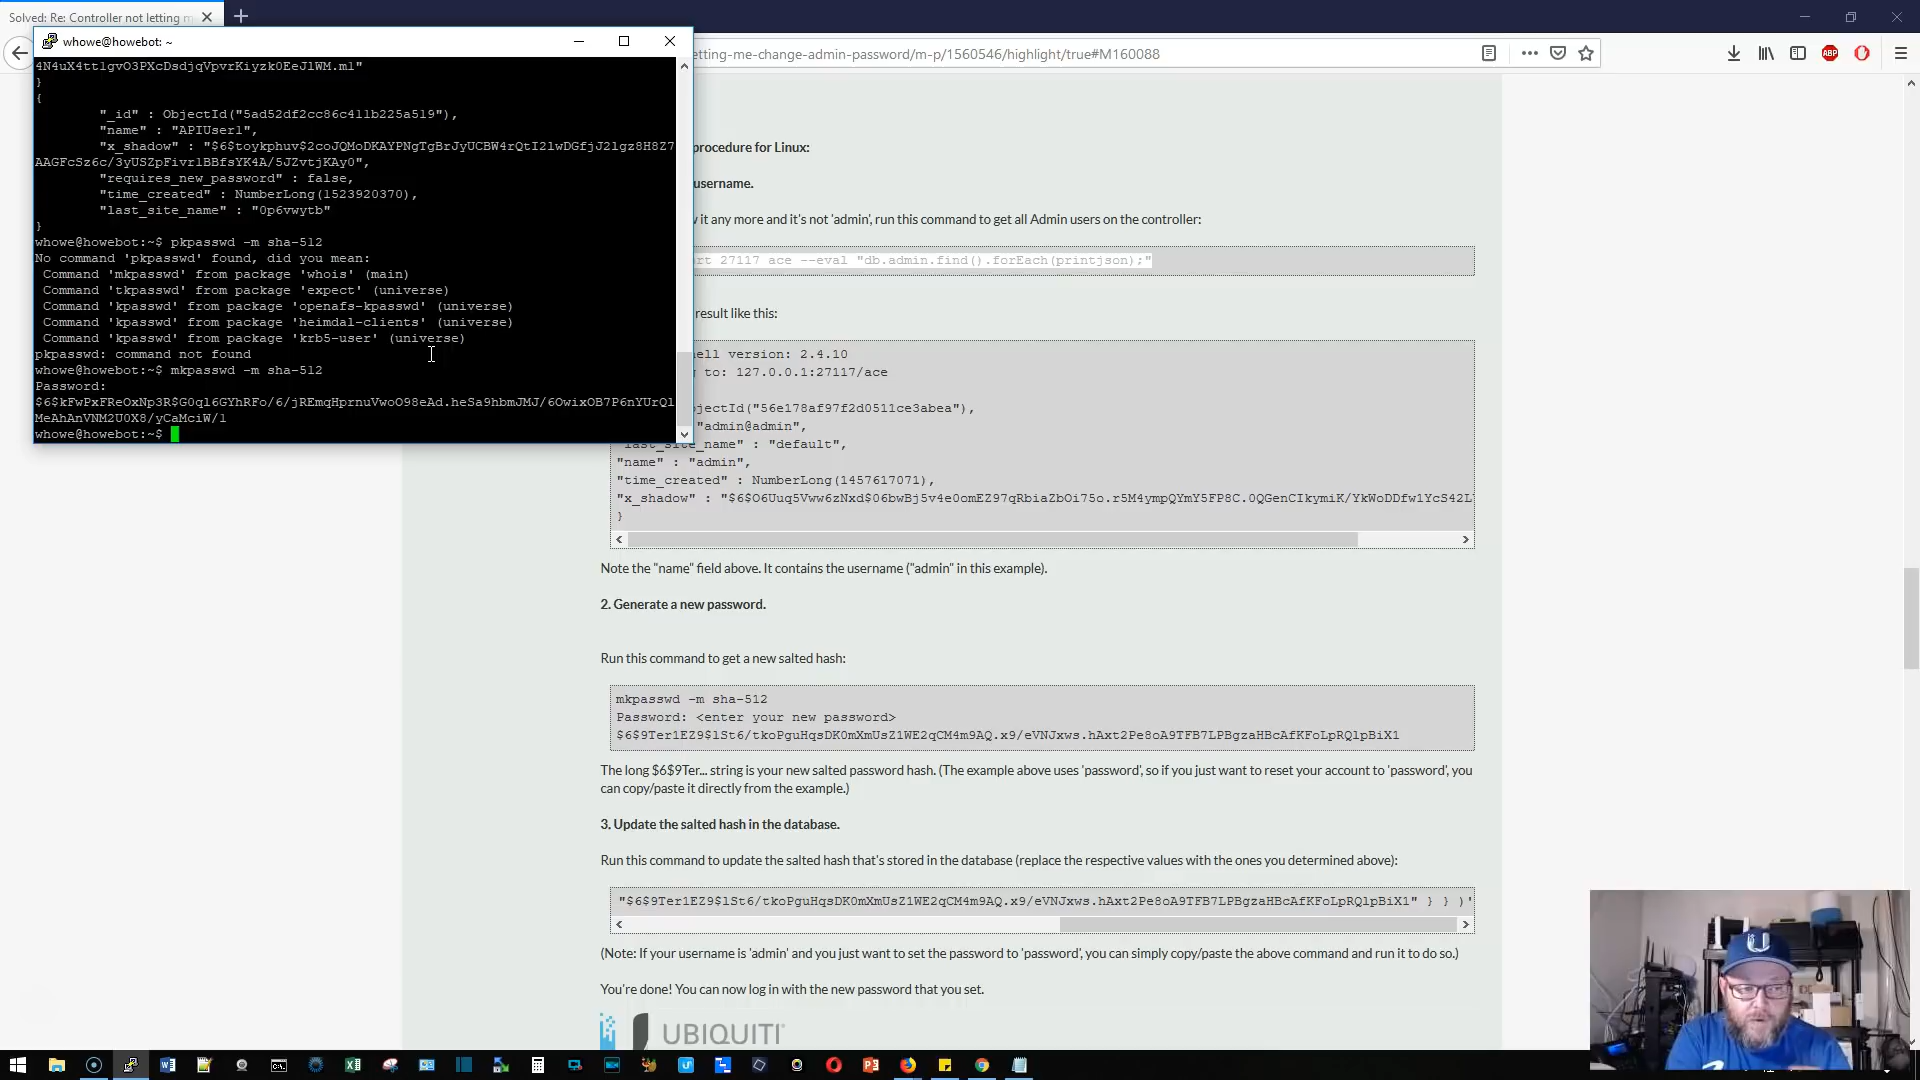 Solved: Re: Controller not letting m
whowe@howebot: ~
etting-me-change-admin-password/m-p/1560546/highlight/true#M160088
ABP
4N4uX4tt1gvO3PXcDsdjqVpvrKiyzk0EeJlWM.m1"
}
{
"_id" : ObjectId("5ad52df2cc86c411b225a519"),
"name" : "APIUser1",
"x_shadow" : "$6$toykphuv$2coJQMoDKAYPNgTgBrJyUCBW4rQtI2lwDGfjJ2lgz8H8Z7
AAGFcSz6c/3yUSZpFivr1BBfsYK4A/5JZvtjKAy0",
"requires_new_password" : false,
"time_created" : NumberLong(1523920370),
"last_site_name" : "0p6vwytb"
}
whowe@howebot:~$ pkpasswd -m sha-512
No command 'pkpasswd' found, did you mean:
Command 'mkpasswd' from package 'whois' (main)
Command 'tkpasswd' from package 'expect' (universe)
Command 'kpasswd' from package 'openafs-kpasswd' (universe)
Command 'kpasswd' from package 'heimdal-clients' (universe)
Command 'kpasswd' from package 'krb5-user' (universe)
pkpasswd: command not found
whowe@howebot:~$ mkpasswd -m sha-512
Password:
$6$kFwPxFReOxNp3R$G0ql6GYhRFo/6/jREmqHprnuVwoO98eAd.heSa9hbmJMJ/6OwixOB7P6nYUrQl
MeAhAnVNM2U0X8/yCaMciW/1
whowe@howebot:~$
procedure for Linux:
username.
w it any more and it's not 'admin', run this command to get all Admin users on the controller:
rt 27117 ace --eval "db.admin.find().forEach(printjson);"
result like this:
ell version: 2.4.10
to: 127.0.0.1:27117/ace
bjectId("56e178af97f2d0511ce3abea"),
"admin@admin",
"last_site_name" : "default",
"name" : "admin",
"time_created" : NumberLong(1457617071),
"x_shadow" : "$6$O6Uuq5Vww6zNxd$06bwBj5v4e0omEZ97qRbiaZbOi75o.r5M4ympQYmY5FP8C.0QGenCIkymiK/YkWoDDfw1YcS42L
}
Note the "name" field above. It contains the username ("admin" in this example).
2. Generate a new password.
Run this command to get a new salted hash:
mkpasswd -m sha-512
Password: <enter your new password>
$6$9Ter1EZ9$lSt6/tkoPguHqsDK0mXmUsZ1WE2qCM4m9AQ.x9/eVNJxws.hAxt2Pe8oA9TFB7LPBgzaHBcAfKFoLpRQlpBiX1
The long $6$9Ter... string is your new salted password hash. (The example above uses 'password', so if you just want to reset your account to 'password', you
can copy/paste it directly from the example.)
3. Update the salted hash in the database.
Run this command to update the salted hash that's stored in the database (replace the respective values with the ones you determined above):
"$6$9Ter1EZ9$lSt6/tkoPguHqsDK0mXmUsZ1WE2qCM4m9AQ.x9/eVNJxws.hAxt2Pe8oA9TFB7LPBgzaHBcAfKFoLpRQlpBiX1" } } )'
(Note: If your username is 'admin' and you just want to set the password to 'password', you can simply copy/paste the above command and run it to do so.)
You're done! You can now log in with the new password that you set.
UBIQUITI